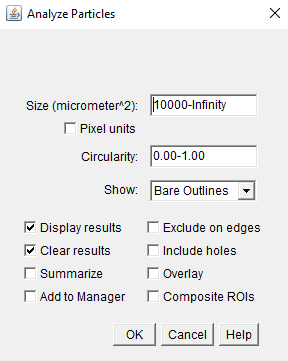 Analyze Particles
Size (micrometer^2): 10000-Infinity
Pixel units
Circularity: 0.00-1.00
Show: Bare Outlines
Display results Exclude on edges
Clear results Include holes
Summarize Overlay
Add to Manager Composite ROIs
OK Cancel Help